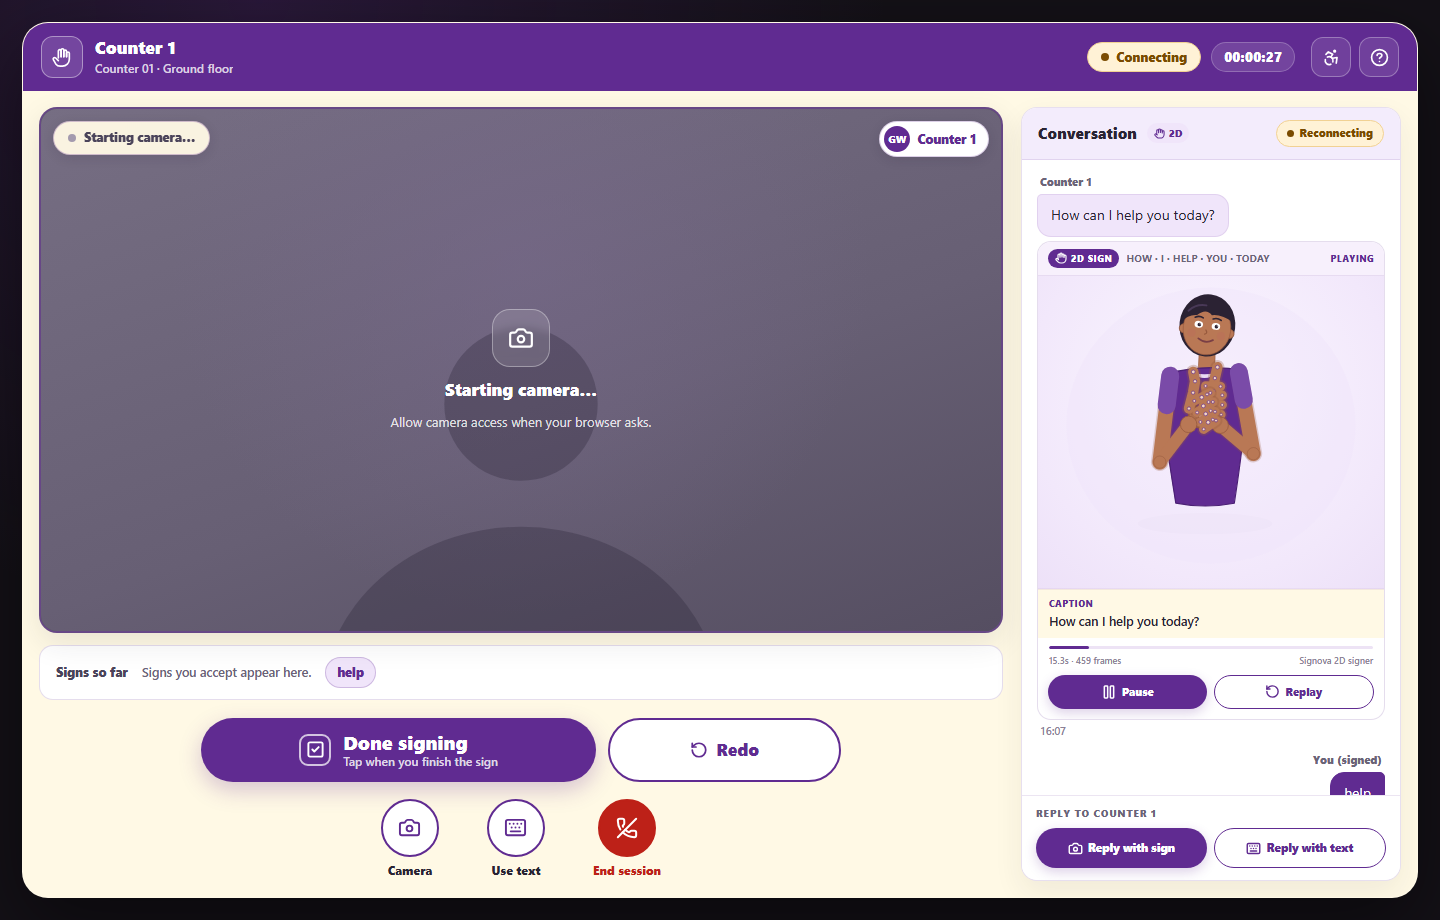 Counter 1
Counter 01 · Ground floor
Connecting
00:00:27
Starting camera...
GW
Counter 1
Starting camera...
Allow camera access when your browser asks.
Signs so far
Signs you accept appear here.
help
Done signing
Tap when you finish the sign
Redo
Camera
Use text
End session
Conversation
2D
Reconnecting
Counter 1
How can I help you today?
2D SIGN
HOW · I · HELP · YOU · TODAY
PLAYING
CAPTION
How can I help you today?
15.3s · 459 frames
Signova 2D signer
Pause
Replay
16:07
You (signed)
help
REPLY TO COUNTER 1
Reply with sign
Reply with text